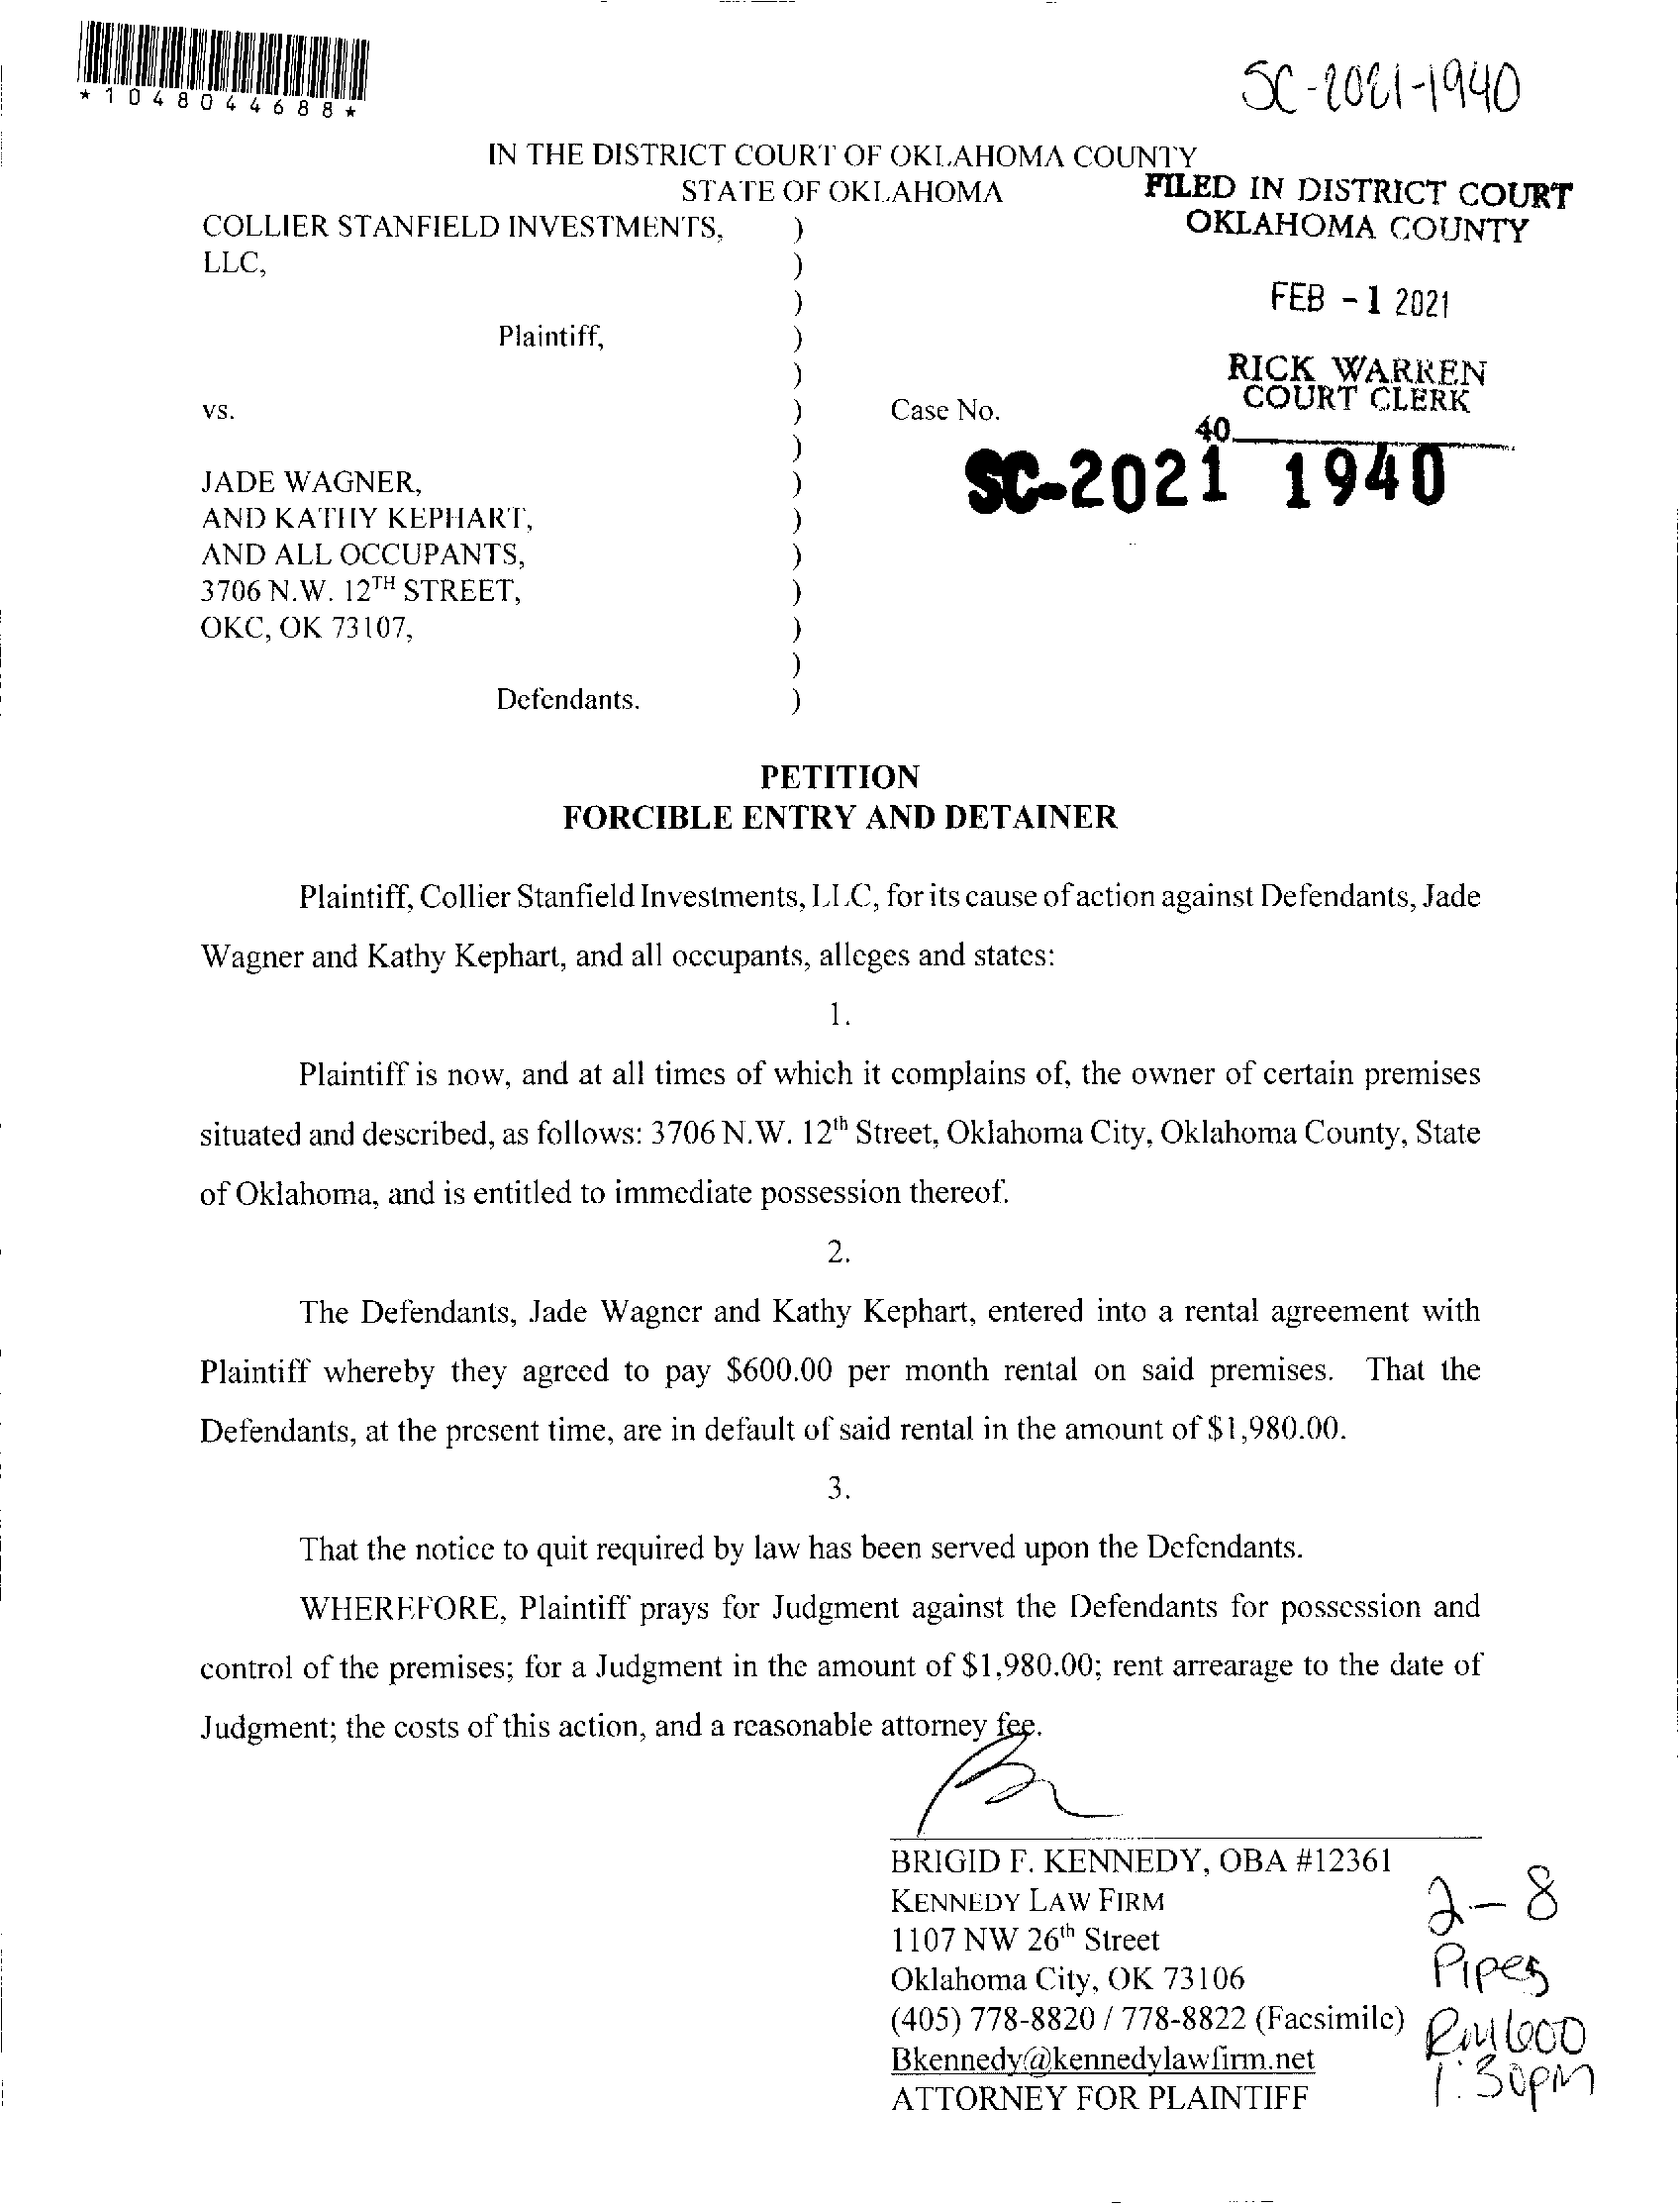 *1048044688*
SC-2021-1940
IN THE DISTRICT COURT OF OKLAHOMA COUNTY
STATE OF OKLAHOMA
FILED IN DISTRICT COURT
OKLAHOMA COUNTY
FEB -1 2021
RICK WARREN
COURT CLERK
40
COLLIER STANFIELD INVESTMENTS, )
LLC, )
)
Plaintiff, )
)
vs. ) Case No.
)
SC-2021 1940
JADE WAGNER, )
AND KATHY KEPHART, )
AND ALL OCCUPANTS, )
3706 N.W. 12TH STREET, )
OKC, OK 73107, )
)
Defendants. )
PETITION
FORCIBLE ENTRY AND DETAINER
Plaintiff, Collier Stanfield Investments, LLC, for its cause of action against Defendants, Jade
Wagner and Kathy Kephart, and all occupants, alleges and states:
1.
Plaintiff is now, and at all times of which it complains of, the owner of certain premises
situated and described, as follows: 3706 N.W. 12th Street, Oklahoma City, Oklahoma County, State
of Oklahoma, and is entitled to immediate possession thereof.
2.
The Defendants, Jade Wagner and Kathy Kephart, entered into a rental agreement with
Plaintiff whereby they agreed to pay $600.00 per month rental on said premises. That the
Defendants, at the present time, are in default of said rental in the amount of $1,980.00.
3.
That the notice to quit required by law has been served upon the Defendants.
WHEREFORE, Plaintiff prays for Judgment against the Defendants for possession and
control of the premises; for a Judgment in the amount of $1,980.00; rent arrearage to the date of
Judgment; the costs of this action, and a reasonable attorney fee.
BRIGID F. KENNEDY, OBA #12361
KENNEDY LAW FIRM
1107 NW 26th Street
Oklahoma City, OK 73106
(405) 778-8820 / 778-8822 (Facsimile)
Bkennedy@kennedylawfirm.net
ATTORNEY FOR PLAINTIFF
2-8
Pipes
Rm 600
1:30pm